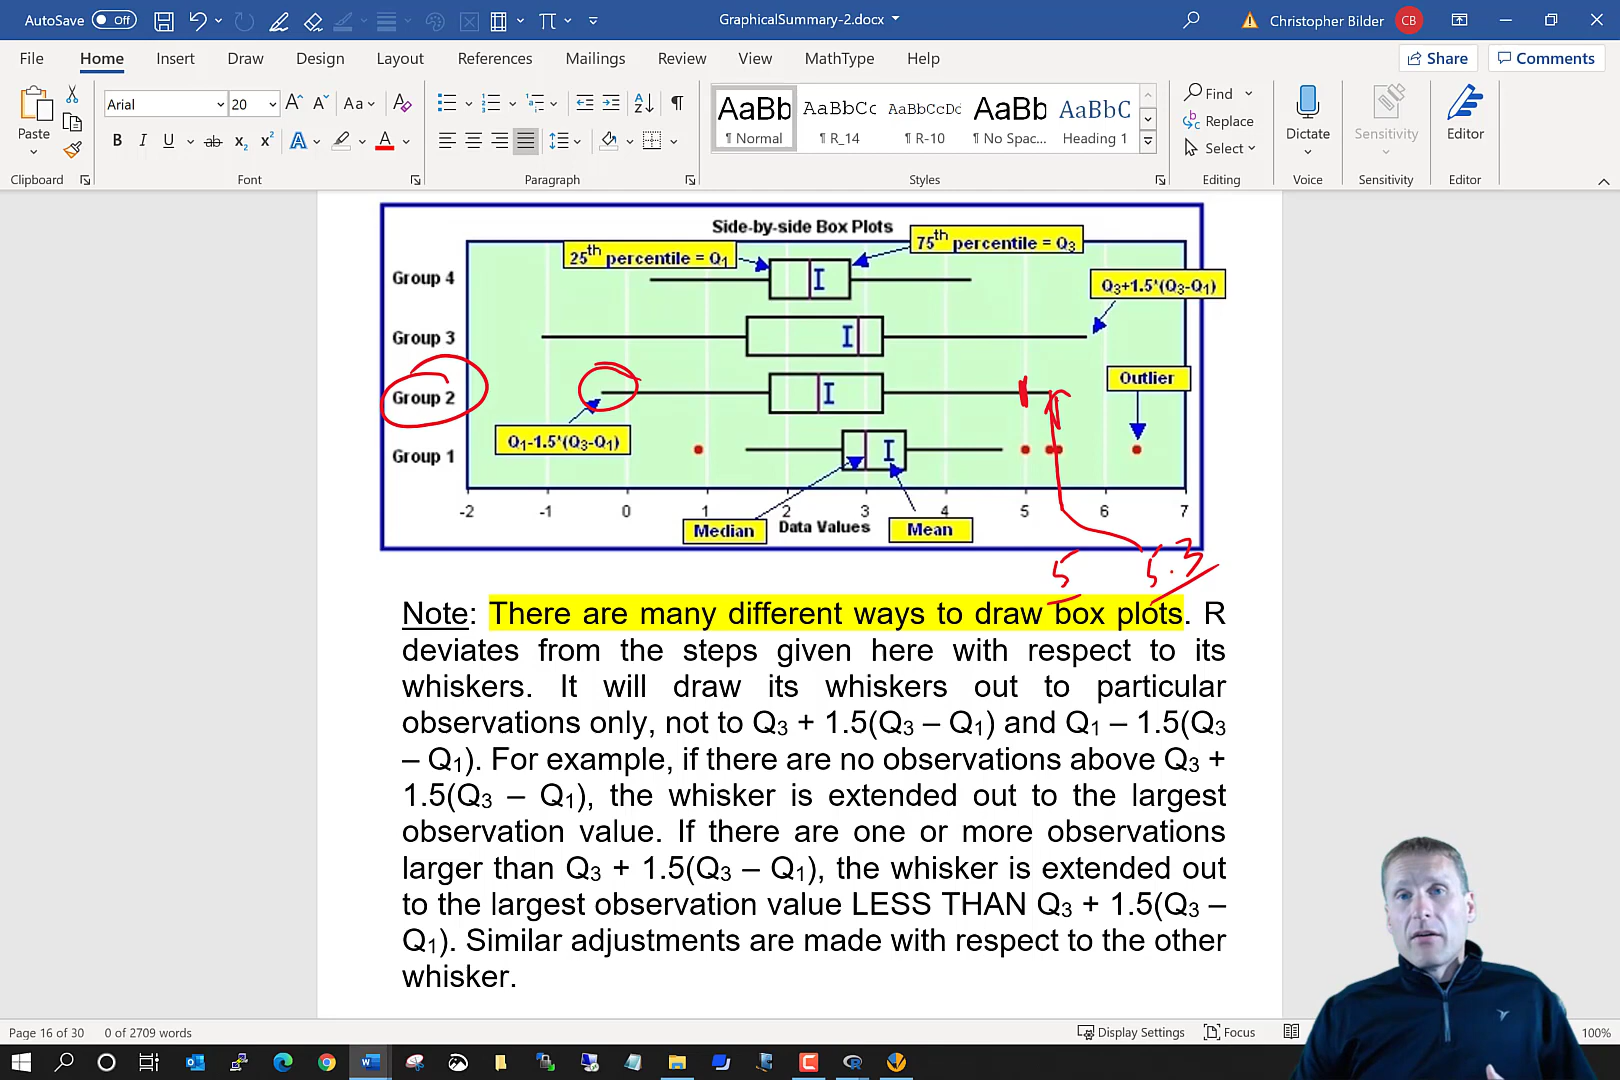 AutoSave Off GraphicalSummary-2.docx Christopher Bilder CB
File Home Insert Draw Design Layout References Mailings Review View MathType Help Share Comments
Paste Arial 20 Aa AaBb AaBbCc AaBbCcDc AaBb AaBbC Find Replace Select Dictate Sensitivity Editor
¶ Normal ¶ R_14 ¶ R-10 ¶ No Spac... Heading 1
Clipboard Font Paragraph Styles Editing Voice Sensitivity Editor
Side-by-side Box Plots
25th percentile = Q1
75th percentile = Q3
Group 4
Q3+1.5*(Q3-Q1)
Group 3
Outlier
Group 2
Q1-1.5*(Q3-Q1)
Group 1
-2 -1 0 1 2 3 4 5 6 7
Median Data Values Mean
5 5.3
Note: There are many different ways to draw box plots. R
deviates from the steps given here with respect to its
whiskers. It will draw its whiskers out to particular
observations only, not to Q3 + 1.5(Q3 – Q1) and Q1 – 1.5(Q3
– Q1). For example, if there are no observations above Q3 +
1.5(Q3 – Q1), the whisker is extended out to the largest
observation value. If there are one or more observations
larger than Q3 + 1.5(Q3 – Q1), the whisker is extended out
to the largest observation value LESS THAN Q3 + 1.5(Q3 –
Q1). Similar adjustments are made with respect to the other
whisker.
Page 16 of 30 0 of 2709 words Display Settings Focus 100%